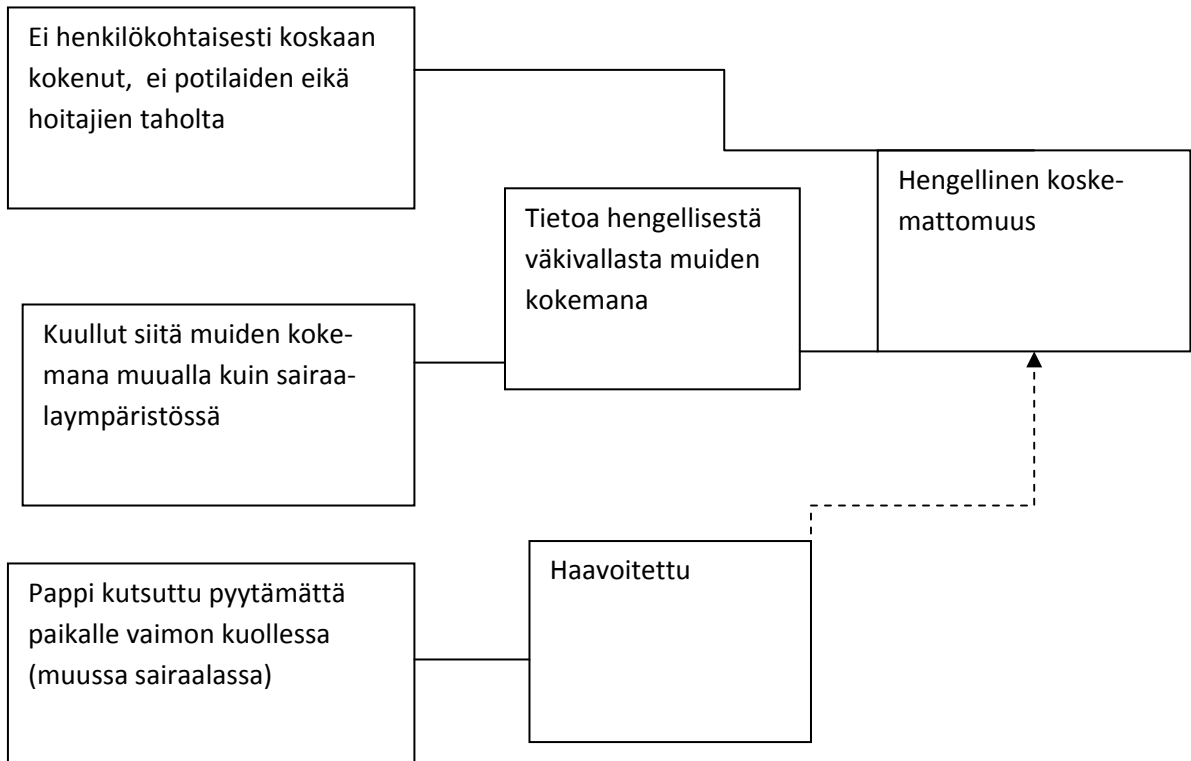 Ei henkilökohtaisesti koskaan
kokenut, ei potilaiden eikä
hoitajien taholta
Hengellinen koske-
mattomuus
Tietoa hengellisestä
väkivallasta muiden
kokemana
Kuullut siitä muiden koke-
mana muualla kuin sairaa-
laympäristössä
Haavoitettu
Pappi kutsuttu pyytämättä
paikalle vaimon kuollessa
(muussa sairaalassa)